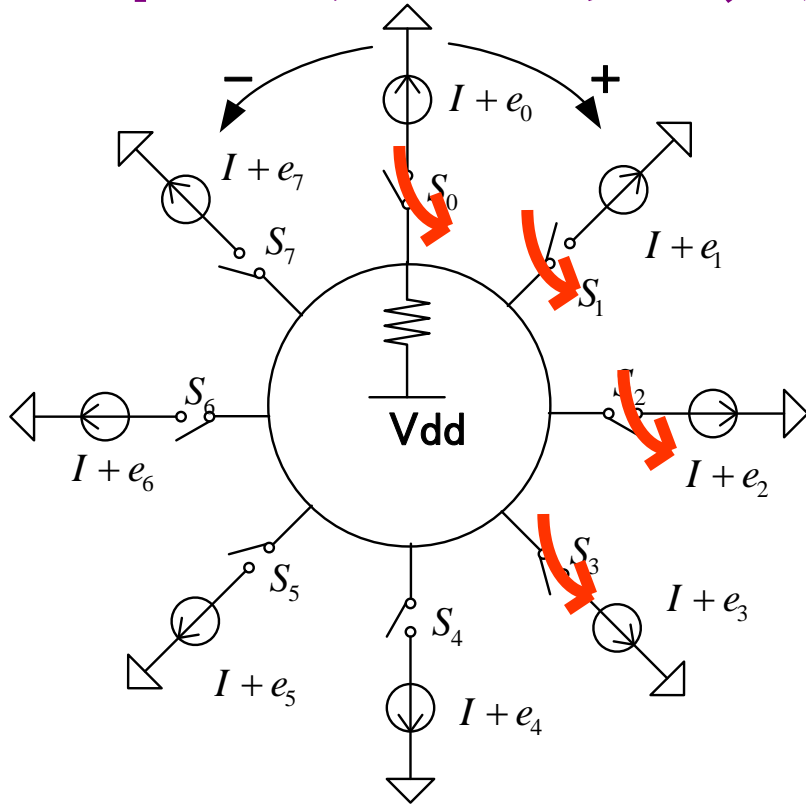 −
+
I + e0
I + e7
S0
I + e1
S7
S1
S6
S2
Vdd
I + e6
I + e2
S5
S3
I + e3
S4
I + e5
I + e4